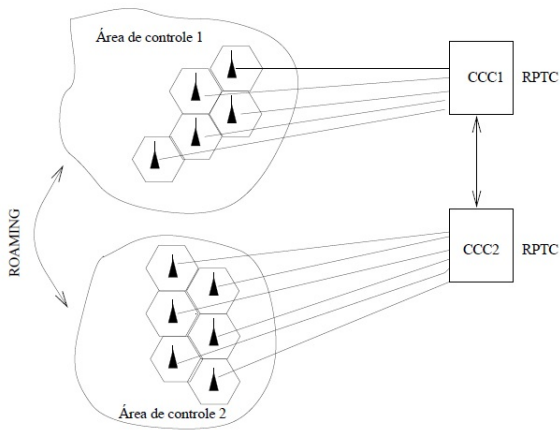 Área de controle 1
CCC1
RPTC
ROAMING
CCC2
RPTC
Área de controle 2